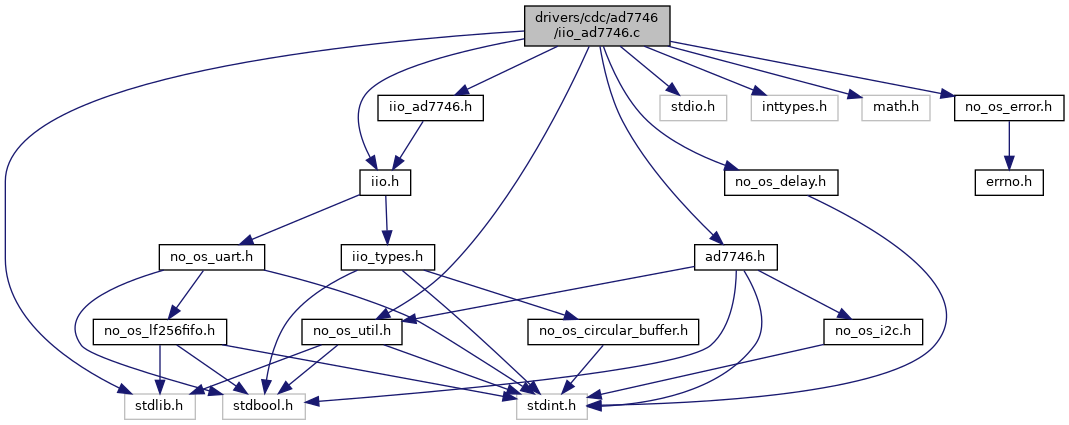 drivers/cdc/ad7746
/iio_ad7746.c
iio_ad7746.h
stdio.h
inttypes.h
math.h
no_os_error.h
iio.h
no_os_delay.h
errno.h
no_os_uart.h
iio_types.h
ad7746.h
no_os_lf256fifo.h
no_os_util.h
no_os_circular_buffer.h
no_os_i2c.h
stdlib.h
stdbool.h
stdint.h